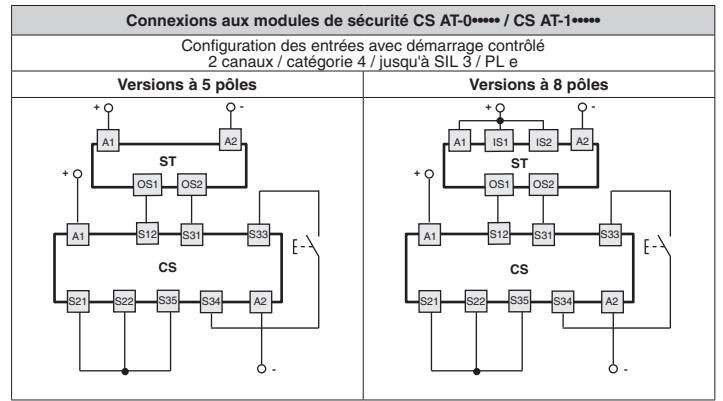 Connexions aux modules de sécurité CS AT-0••••• / CS AT-1•••••
Configuration des entrées avec démarrage contrôlé
2 canaux / catégorie 4 / jusqu'à SIL 3 / PL e
Versions à 5 pôles
+ -
A1 A2
ST
+ OS1 OS2
A1 S12 S31 S33
CS
S21 S22 S35 S34 A2
-
Versions à 8 pôles
+ -
A1 IS1 IS2 A2
ST
+ OS1 OS2
A1 S12 S31 S33
CS
S21 S22 S35 S34 A2
-